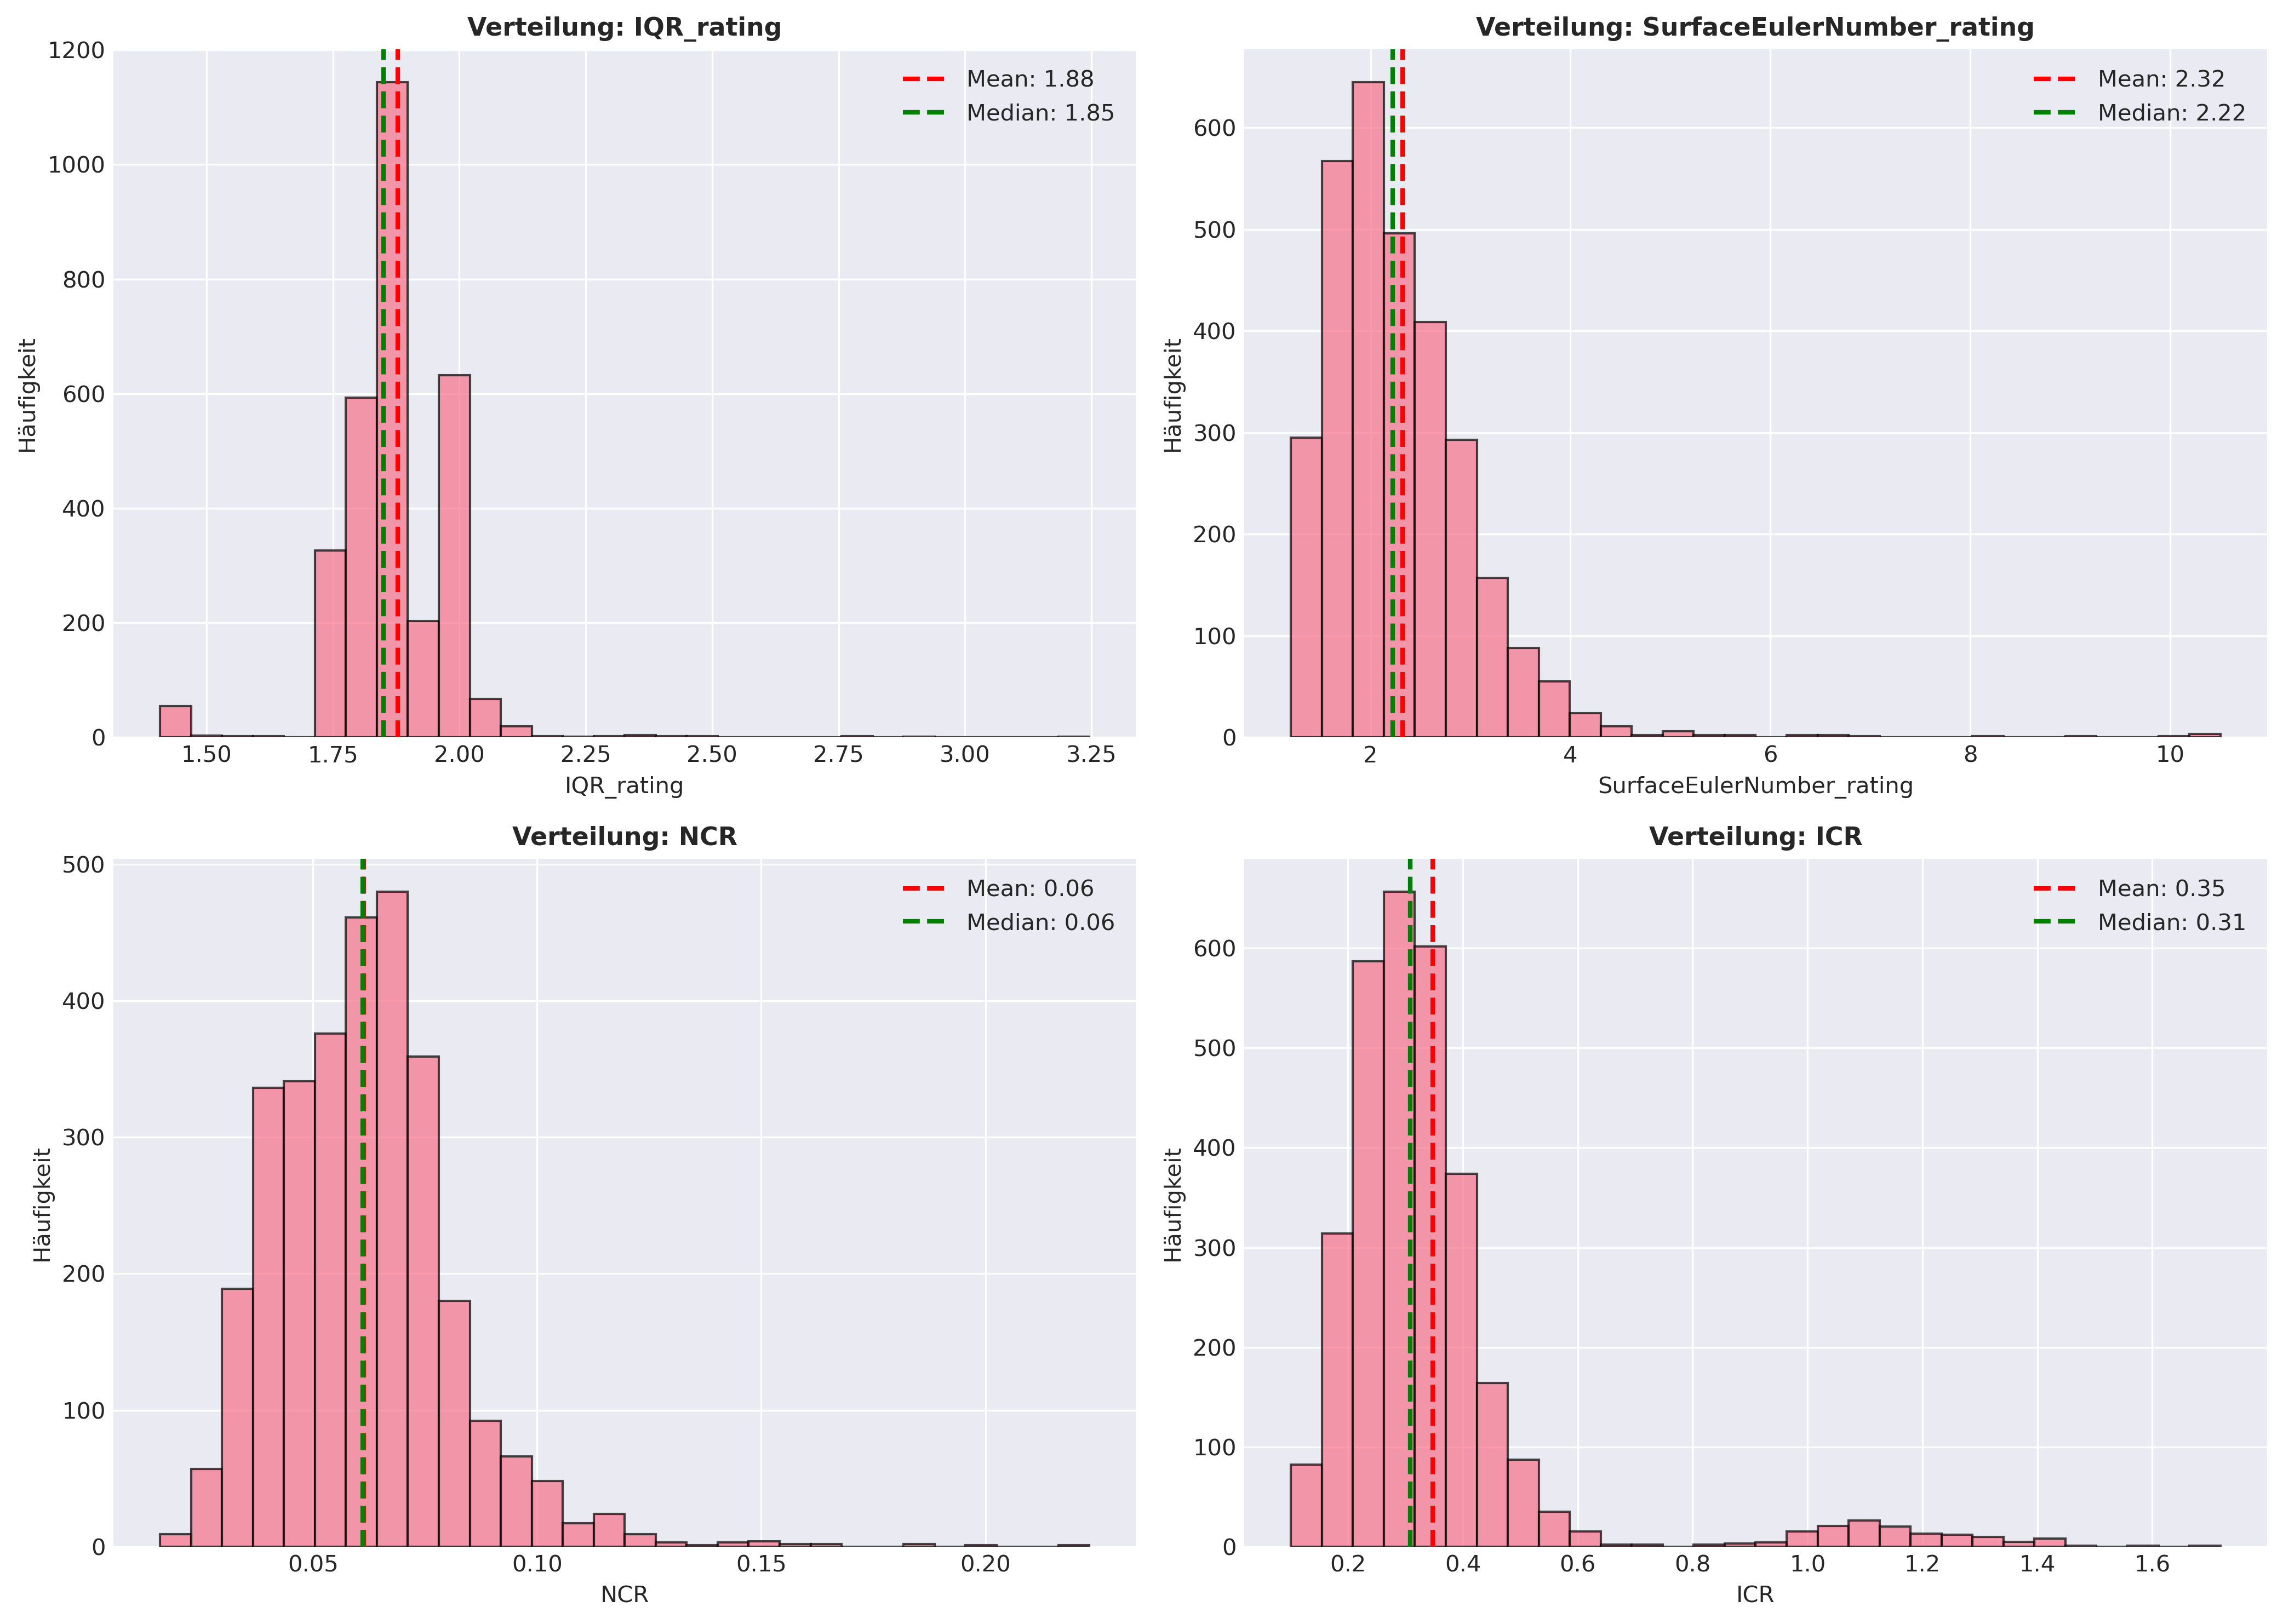 Verteilung: IQR_rating
1200
1000
800
600
400
200
0
Häufigkeit
Mean: 1.88
Median: 1.85
1.50
1.75
2.00
2.25
2.50
2.75
3.00
3.25
IQR_rating
Verteilung: SurfaceEulerNumber_rating
600
500
400
300
200
100
0
Häufigkeit
Mean: 2.32
Median: 2.22
2
4
6
8
10
SurfaceEulerNumber_rating
Verteilung: NCR
500
400
300
200
100
0
Häufigkeit
Mean: 0.06
Median: 0.06
0.05
0.10
0.15
0.20
NCR
Verteilung: ICR
600
500
400
300
200
100
0
Häufigkeit
Mean: 0.35
Median: 0.31
0.2
0.4
0.6
0.8
1.0
1.2
1.4
1.6
ICR